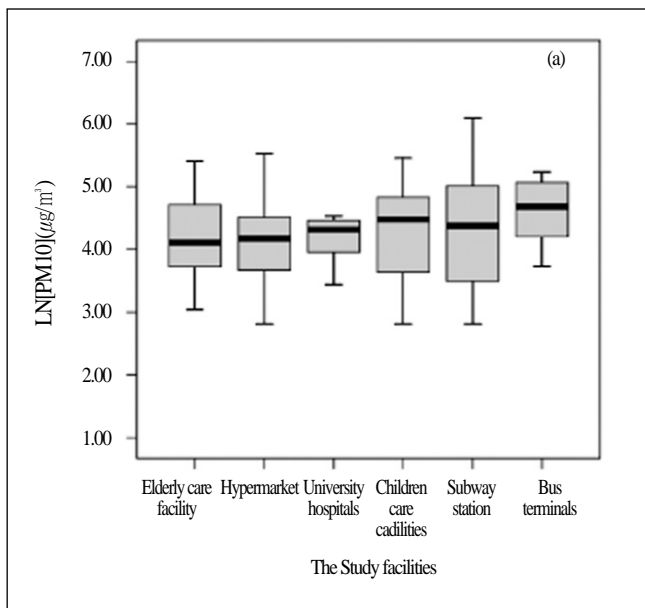 (a)
7.00
6.00
5.00
4.00
3.00
2.00
1.00
LN[PM10](μg/m³)
Elderly care
facility
Hypermarket
University
hospitals
Children
care
cadilities
Subway
station
Bus
terminals
The Study facilities